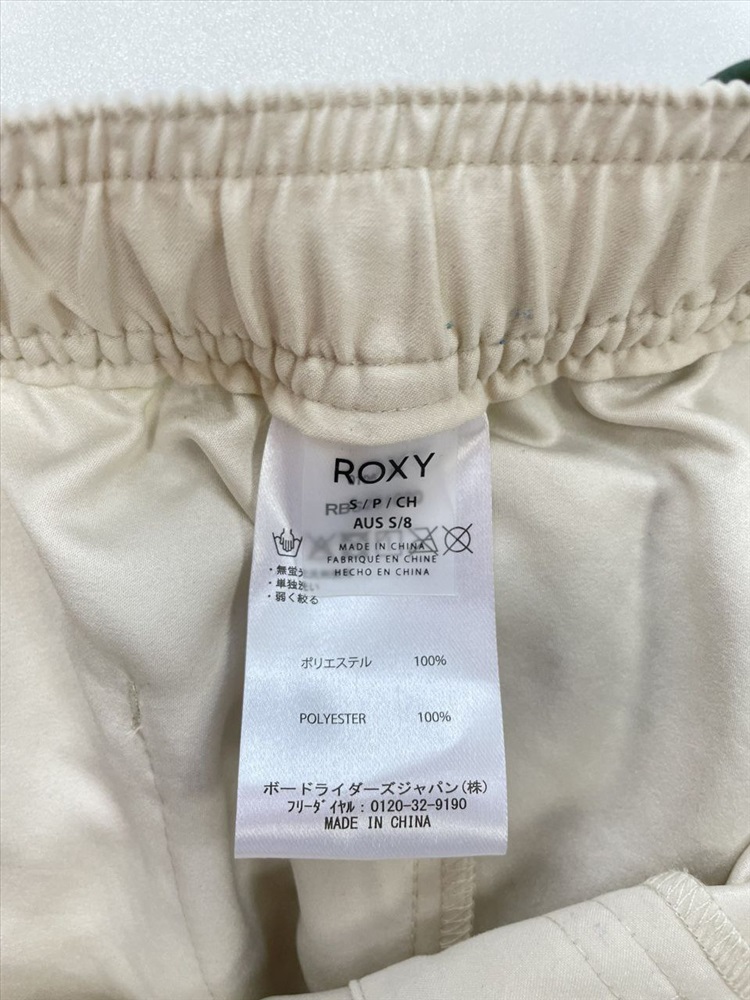 ROXY
S / P / CH
AUS S/8
MADE IN CHINA
FABRIQUÉ EN CHINE
HECHO EN CHINA
・単独洗い
・弱く絞る
ポリエステル 100%
POLYESTER 100%
ボードライダーズジャパン(株)
ﾌﾘｰﾀﾞｲﾔﾙ：0120-32-9190
MADE IN CHINA